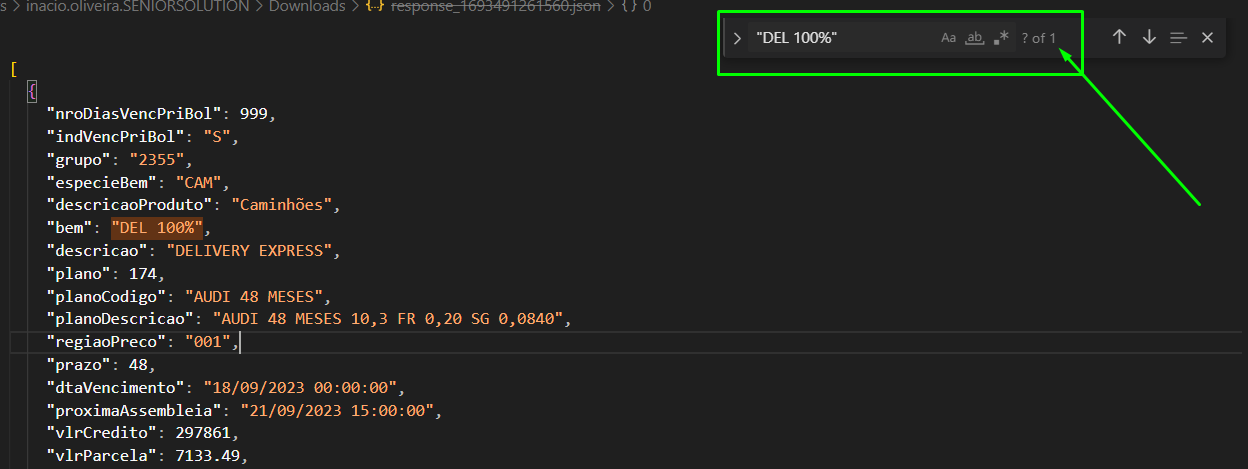 s > inacio.oliveira.SENIORSOLUTION > Downloads > {··} response_1693491261560.json > { } 0
"DEL 100%" Aa ab ? of 1
[
{
"nroDiasVencPriBol": 999,
"indVencPriBol": "S",
"grupo": "2355",
"especieBem": "CAM",
"descricaoProduto": "Caminhões",
"bem": "DEL 100%",
"descricao": "DELIVERY EXPRESS",
"plano": 174,
"planoCodigo": "AUDI 48 MESES",
"planoDescricao": "AUDI 48 MESES 10,3 FR 0,20 SG 0,0840",
"regiaoPreco": "001",
"prazo": 48,
"dtaVencimento": "18/09/2023 00:00:00",
"proximaAssembleia": "21/09/2023 15:00:00",
"vlrCredito": 297861,
"vlrParcela": 7133.49,